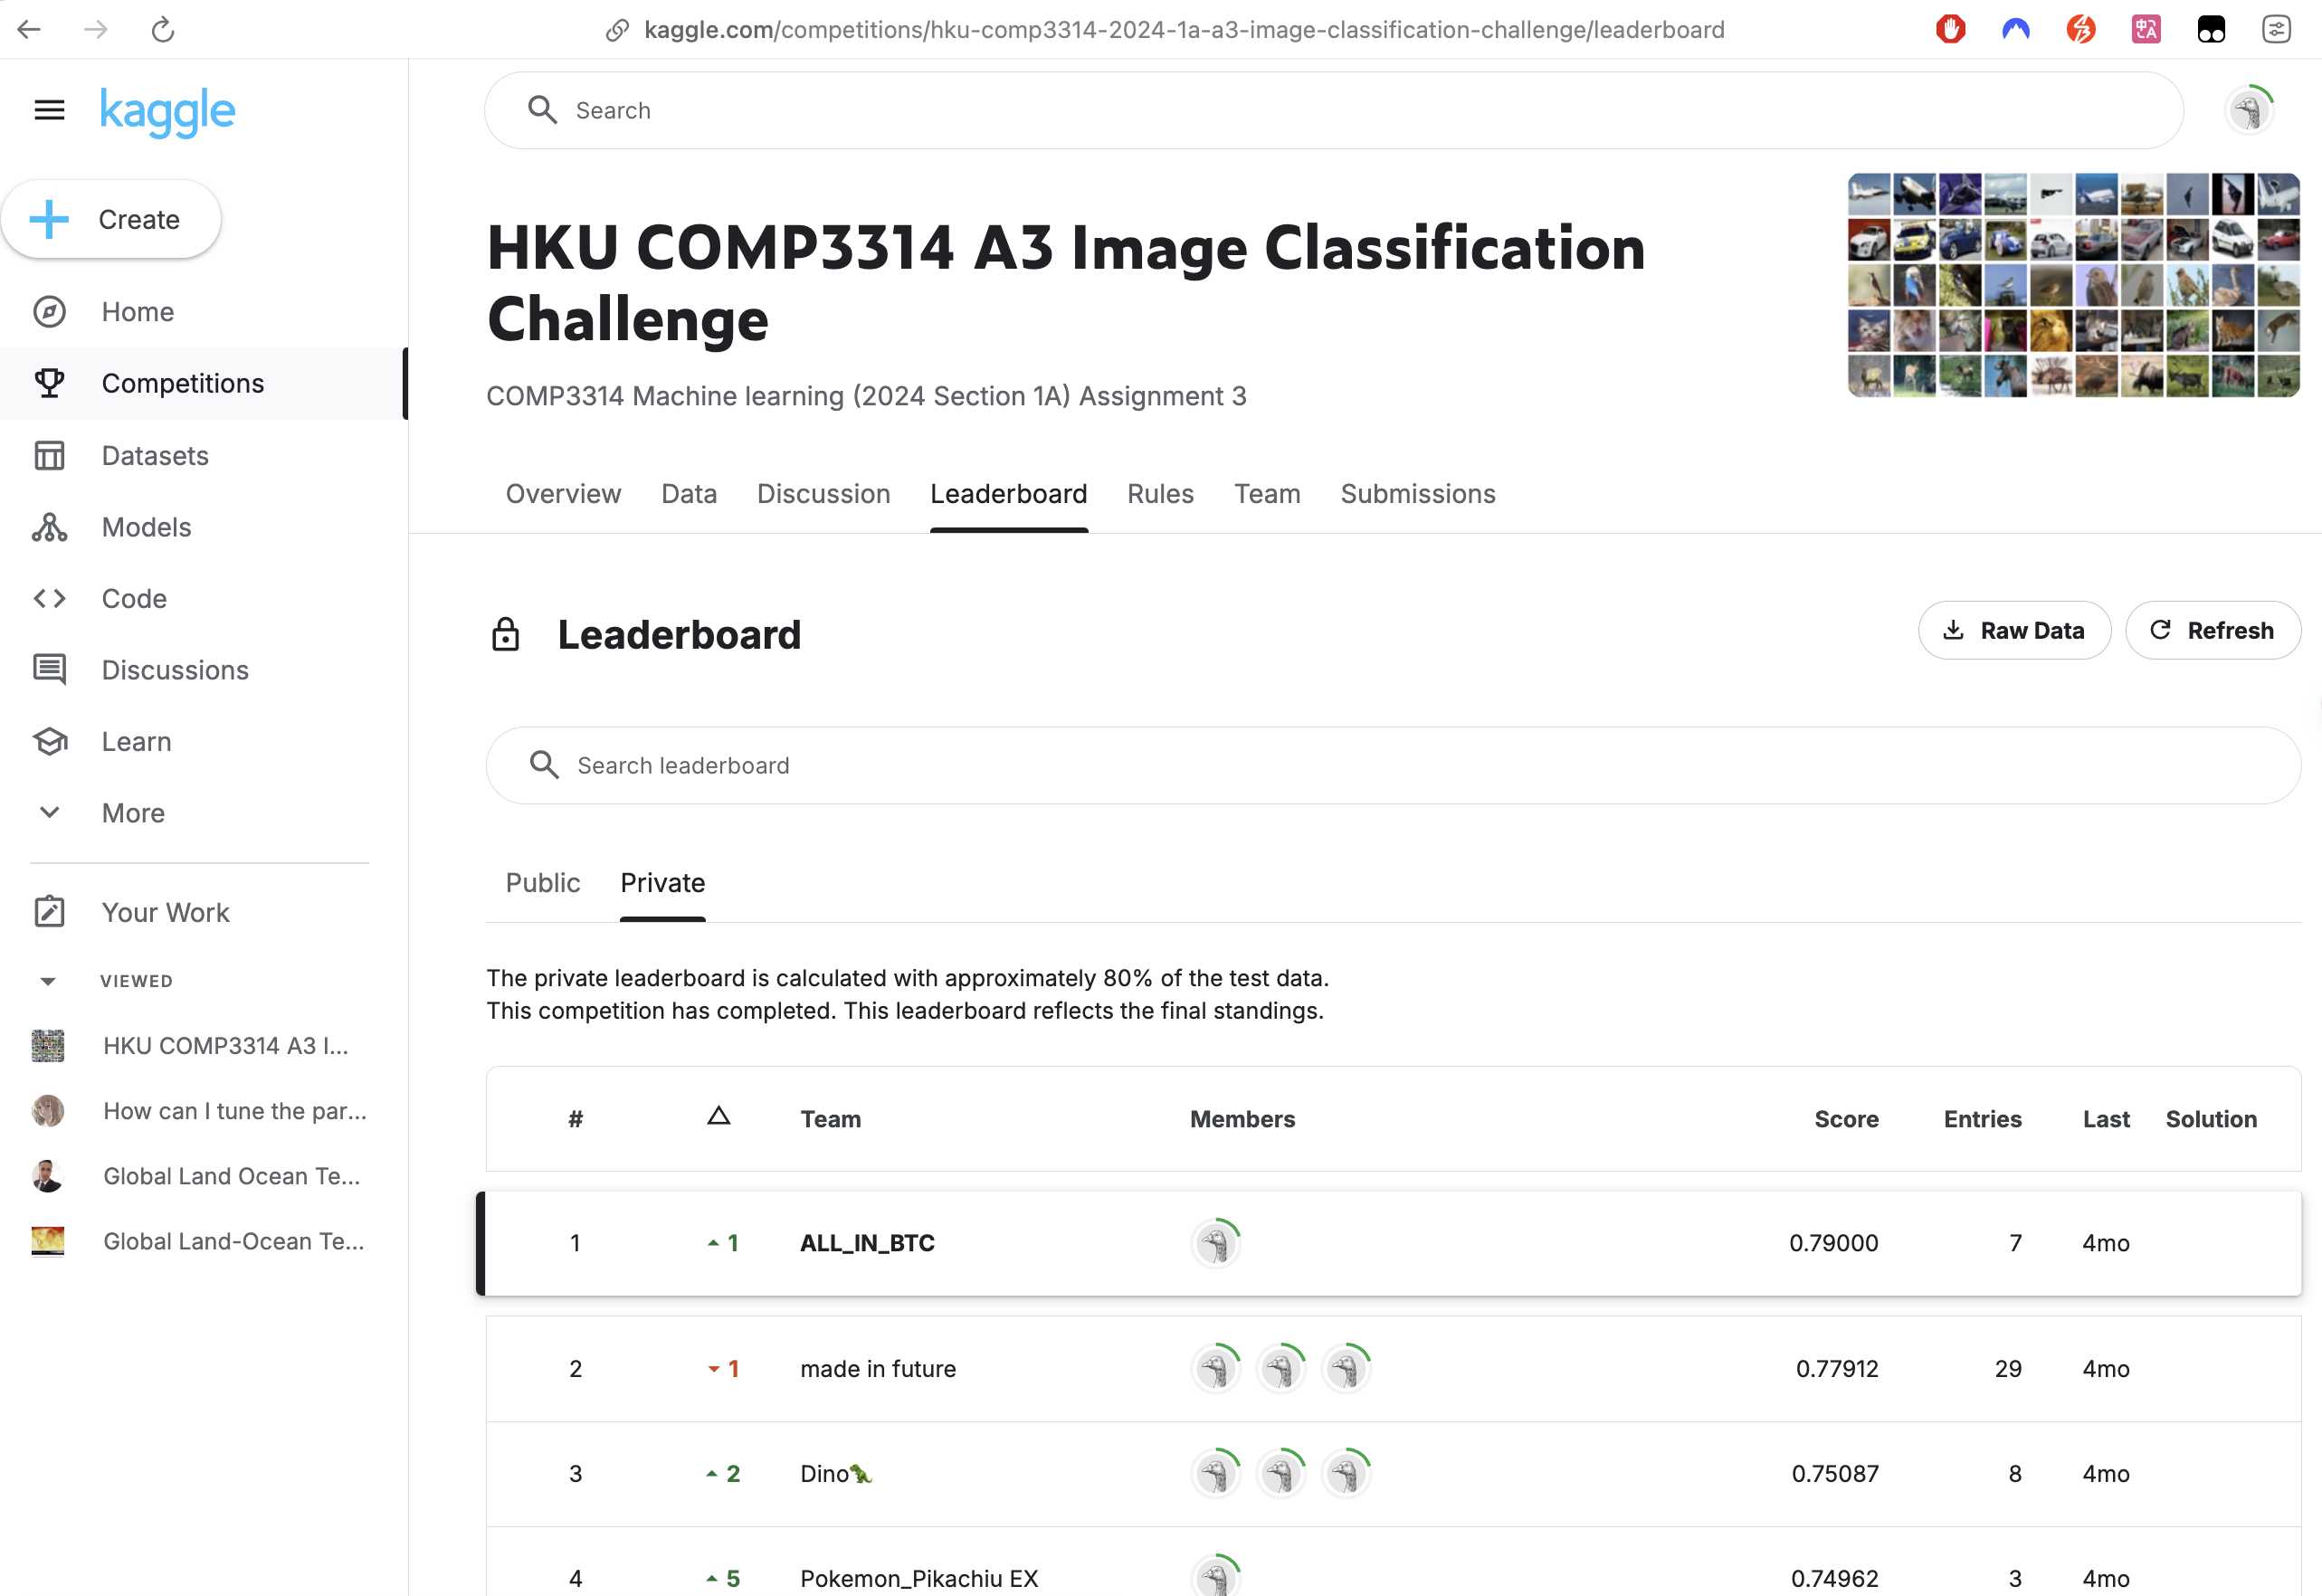 kaggle.com/competitions/hku-comp3314-2024-1a-a3-image-classification-challenge/leaderboard
kaggle
Search
Create
Home
Competitions
Datasets
Models
Code
Discussions
Learn
More
Your Work
VIEWED
HKU COMP3314 A3 I...
How can I tune the par...
Global Land Ocean Te...
Global Land-Ocean Te...
HKU COMP3314 A3 Image Classification
Challenge
COMP3314 Machine learning (2024 Section 1A) Assignment 3
Overview Data Discussion Leaderboard Rules Team Submissions
Leaderboard
Raw Data Refresh
Search leaderboard
Public Private
The private leaderboard is calculated with approximately 80% of the test data.
This competition has completed. This leaderboard reflects the final standings.
# △ Team Members Score Entries Last Solution
1 1 ALL_IN_BTC 0.79000 7 4mo
2 1 made in future 0.77912 29 4mo
3 2 Dino🦖 0.75087 8 4mo
4 5 Pokemon_Pikachiu EX 0.74962 3 4mo